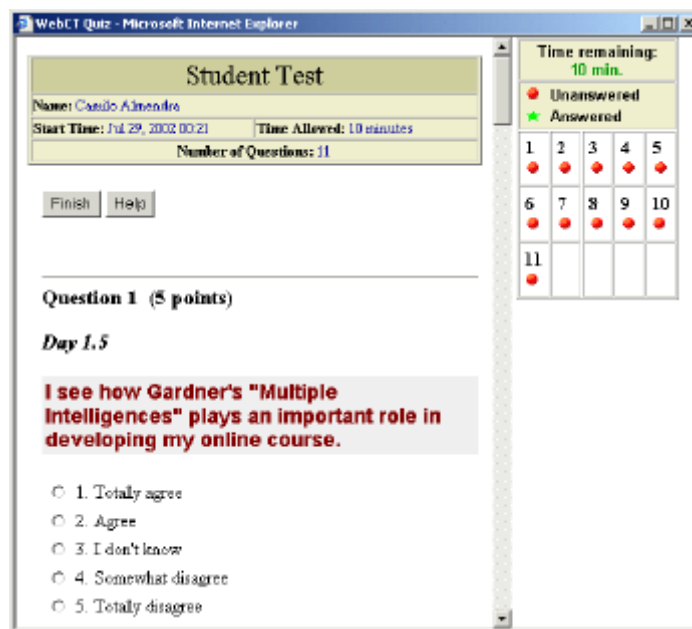 WebCT Quiz - Microsoft Internet Explorer
Student Test
Name: Camilo Almendra
Start Time: Jul 29, 2002 00:21 Time Allowed: 10 minutes
Number of Questions: 11
Finish Help
Question 1 (5 points)
Day 1.5
I see how Gardner's "Multiple
Intelligences" plays an important role in
developing my online course.
1. Totally agree
2. Agree
3. I don't know
4. Somewhat disagree
5. Totally disagree
Time remaining:
10 min.
Unanswered
Answered
1 2 3 4 5
6 7 8 9 10
11